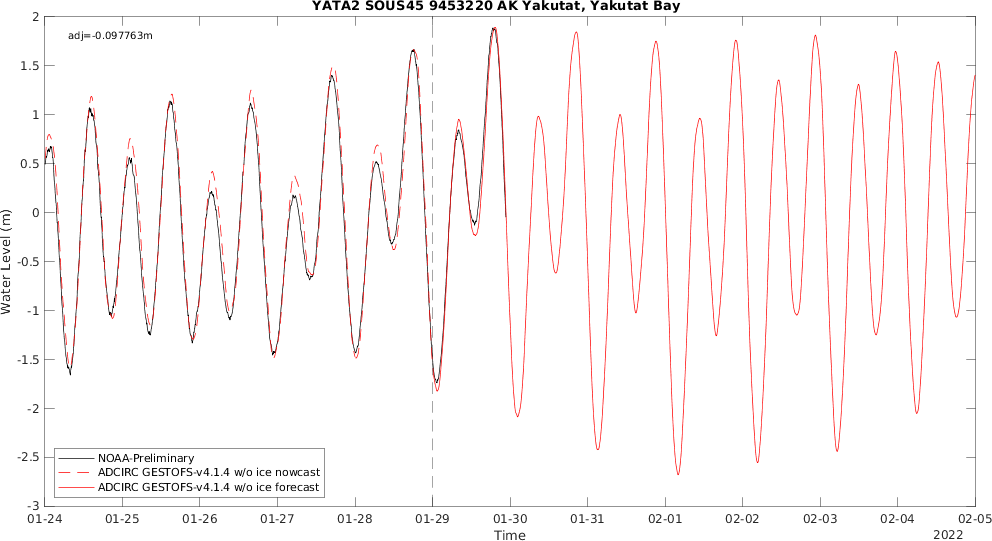 YATA2 SOUS45 9453220 AK Yakutat, Yakutat Bay
adj=-0.097763m
2
1.5
1
0.5
0
-0.5
-1
-1.5
-2
-2.5
-3
Water Level (m)
NOAA-Preliminary
ADCIRC GESTOFS-v4.1.4 w/o ice nowcast
ADCIRC GESTOFS-v4.1.4 w/o ice forecast
01-24 01-25 01-26 01-27 01-28 01-29 01-30 01-31 02-01 02-02 02-03 02-04 02-05
Time
2022